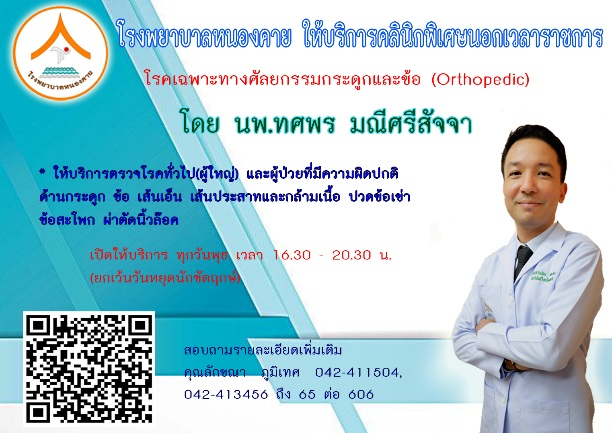 โรงพยาบาลหนองคาย ให้บริการคลินิกพิเศษนอกเวลาราชการ
โรคเฉพาะทางศัลยกรรมกระดูกและข้อ (Orthopedic)
โดย นพ.ทศพร มณีศรีสัจจา
* ให้บริการตรวจโรคทั่วไป(ผู้ใหญ่) และผู้ป่วยที่มีความผิดปกติ
ด้านกระดูก ข้อ เส้นเอ็น เส้นประสาทและกล้ามเนื้อ ปวดข้อเข่า
ข้อสะโพก ผ่าตัดนิ้วล๊อค
เปิดให้บริการ ทุกวันพุธ เวลา 16.30 - 20.30 น.
(ยกเว้นวันหยุดนักขัตฤกษ์)
สอบถามรายละเอียดเพิ่มเติม
คุณลักขณา ภูมิเทศ 042-411504,
042-413456 ถึง 65 ต่อ 606
โรงพยาบาลหนองคาย